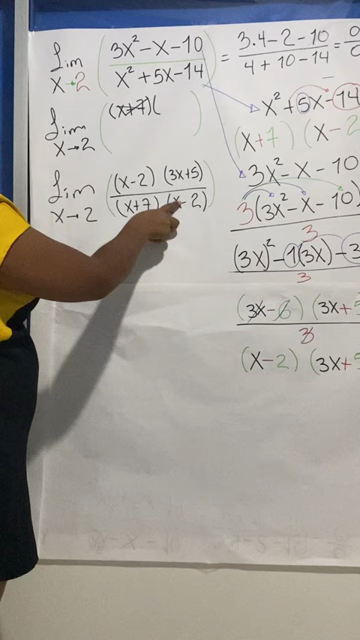 Lim x→2 (3x²-x-10 / x²+5x-14) = 3.4-2-10 / 4+10-14 = 0
x²+5x-14
Lim x→2 ( (x+7)( )
(x+7) (x-2
3x²-x-10
Lim x→2 ( (x-2) (3x+5) / (x+7) (x-2) )
3(3x²-x-10) / 3
(3x)²-1(3x)-3 / 3
(3x-6) (3x+5 / 3
(x-2) (3x+5